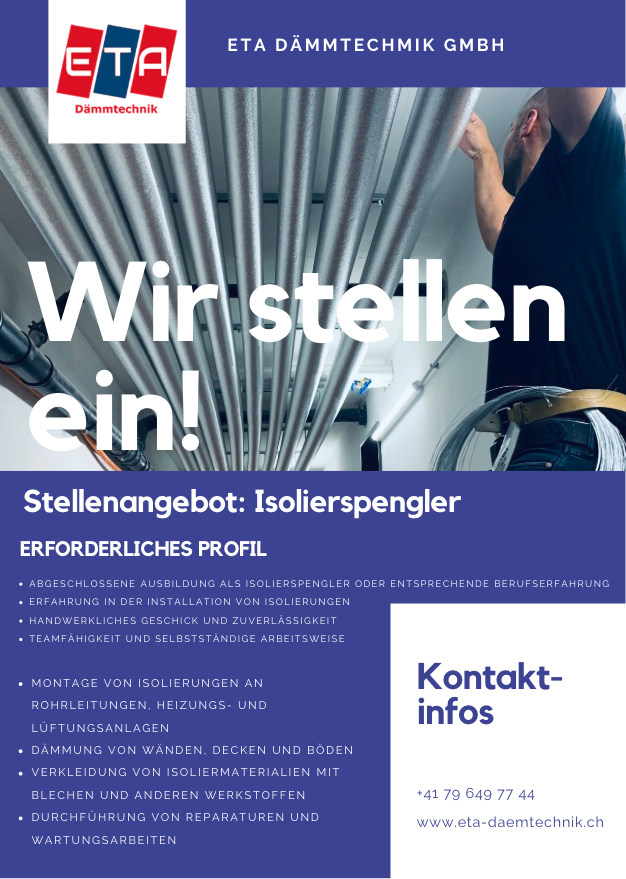 ETA
Dämmtechnik
ETA DÄMMTECHMIK GMBH
Wir stellen
ein!
Stellenangebot: Isolierspengler
ERFORDERLICHES PROFIL
• ABGESCHLOSSENE AUSBILDUNG ALS ISOLIERSPENGLER ODER ENTSPRECHENDE BERUFSERFAHRUNG
• ERFAHRUNG IN DER INSTALLATION VON ISOLIERUNGEN
• HANDWERKLICHES GESCHICK UND ZUVERLÄSSIGKEIT
• TEAMFÄHIGKEIT UND SELBSTSTÄNDIGE ARBEITSWEISE
• MONTAGE VON ISOLIERUNGEN AN
ROHRLEITUNGEN, HEIZUNGS- UND
LÜFTUNGSANLAGEN
• DÄMMUNG VON WÄNDEN, DECKEN UND BÖDEN
• VERKLEIDUNG VON ISOLIERMATERIALIEN MIT
BLECHEN UND ANDEREN WERKSTOFFEN
• DURCHFÜHRUNG VON REPARATUREN UND
WARTUNGSARBEITEN
Kontakt-
infos
+41 79 649 77 44
www.eta-daemtechnik.ch